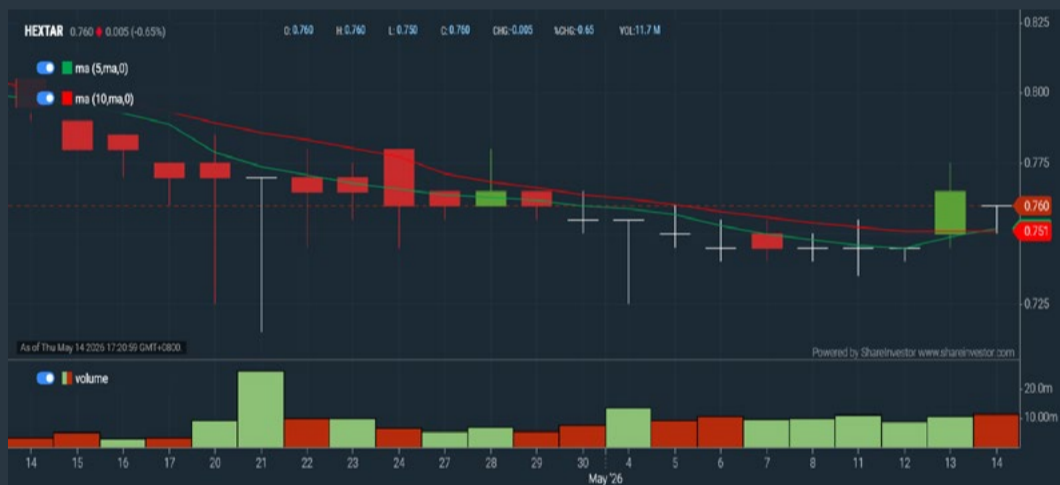 HEXTAR 0.760 0.005 (-0.65%) O: 0.760 H: 0.760 L: 0.750 C: 0.760 CHG:-0.005 %CHG:-0.65 VOL:11.7 M
ma (5,ma,0)
ma (10,ma,0)
0.825
0.800
0.775
0.760
0.751
0.725
As of Thu May 14 2026 17:20:59 GMT+0800.
Powered by ShareInvestor www.shareinvestor.com
volume
20.0m
10.00m
14 15 16 17 20 21 22 23 24 27 28 29 30 4 5 6 7 8 11 12 13 14
May '26